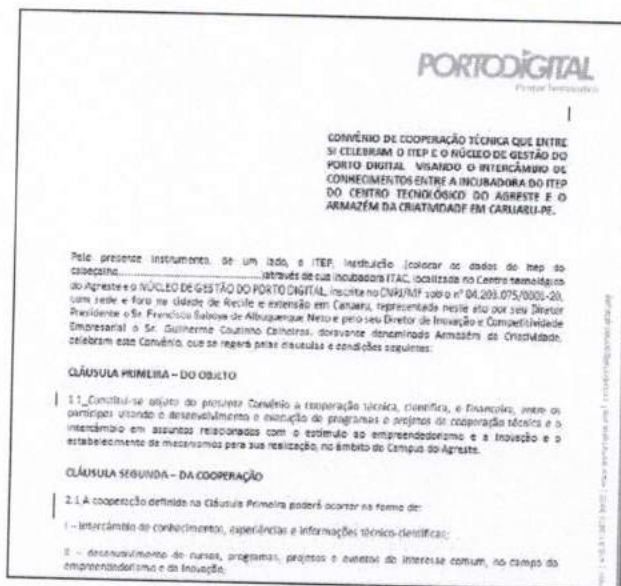 PORTODIGITAL
Parque Tecnológico
CONVÊNIO DE COOPERAÇÃO TÉCNICA QUE ENTRE
SI CELEBRAM O ITEP E O NÚCLEO DE GESTÃO DO
PORTO DIGITAL VISANDO O INTERCÂMBIO DE
CONHECIMENTOS ENTRE A INCUBADORA DO ITEP
DO CENTRO TECNOLÓGICO DO AGRESTE E O
ARMAZÉM DA CRIATIVIDADE EM CARUARU-PE.
Pelo presente instrumento, de um lado, o ITEP, instituição (colocar os dados do Itep do
cabeçalho........................)através de sua incubadora ITAC, localizada no Centro tecnológico
do Agreste e o NÚCLEO DE GESTÃO DO PORTO DIGITAL, inscrita no CNPJ/MF sob o nº 04.203.075/0001-20,
com sede e foro na cidade de Recife e extensão em Caruaru, representada neste ato por seu Diretor
Presidente o Sr. Francisco Saboya de Albuquerque Neto e pelo seu Diretor de Inovação e Competitividade
Empresarial o Sr. Guilherme Coutinho Calheiros, doravante denominado Armazém da Criatividade,
celebram este Convênio, que se regerá pelas cláusulas e condições seguintes:
CLÁUSULA PRIMEIRA – DO OBJETO
1.1 Constitui-se objeto do presente Convênio a cooperação técnica, científica, e financeira, entre os
partícipes visando o desenvolvimento e execução de programas e projetos de cooperação técnica e o
intercâmbio em assuntos relacionados com o estímulo ao empreendedorismo e a Inovação e o
estabelecimento de mecanismos para sua realização, no âmbito do Campus do Agreste.
CLÁUSULA SEGUNDA – DA COOPERAÇÃO
2.1 A cooperação definida na Cláusula Primeira poderá ocorrer na forma de:
I – intercâmbio de conhecimentos, experiências e informações técnico-científicas;
II – desenvolvimento de cursos, programas, projetos e eventos de interesse comum, no campo do
empreendedorismo e da Inovação;